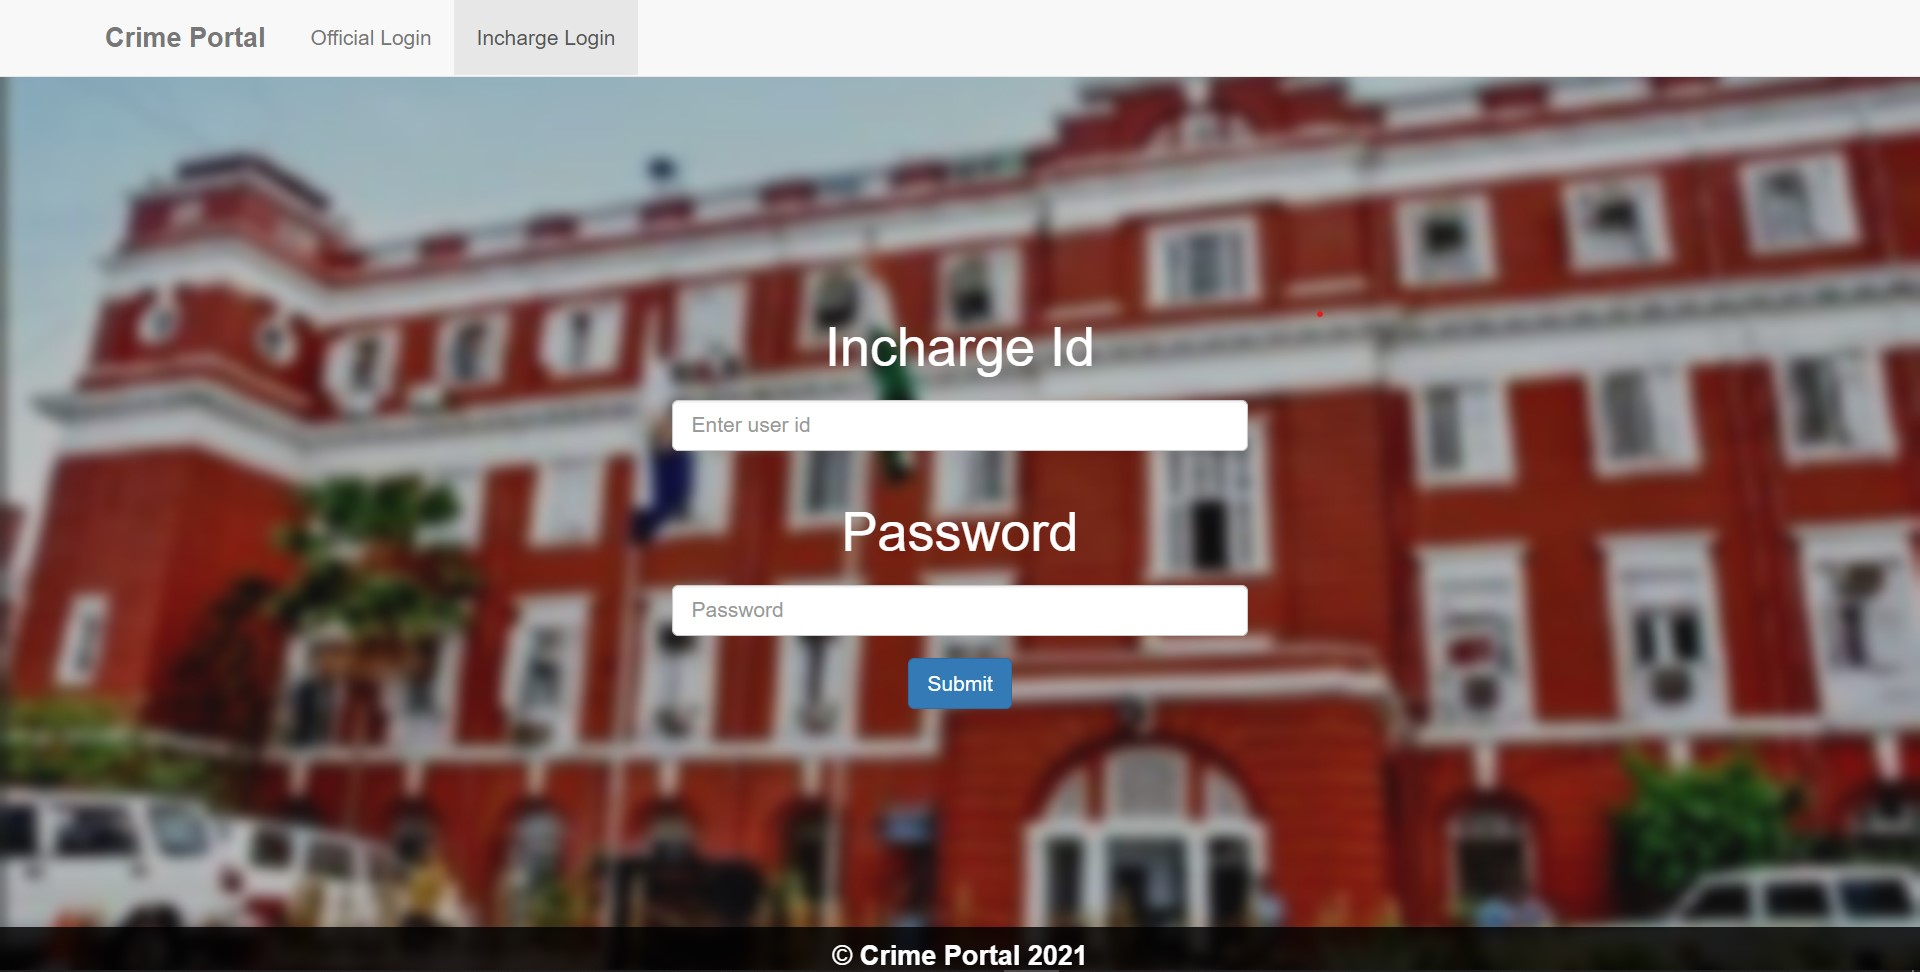 Crime Portal Official Login Incharge Login
Incharge Id
Enter user id
Password
Password
Submit
© Crime Portal 2021